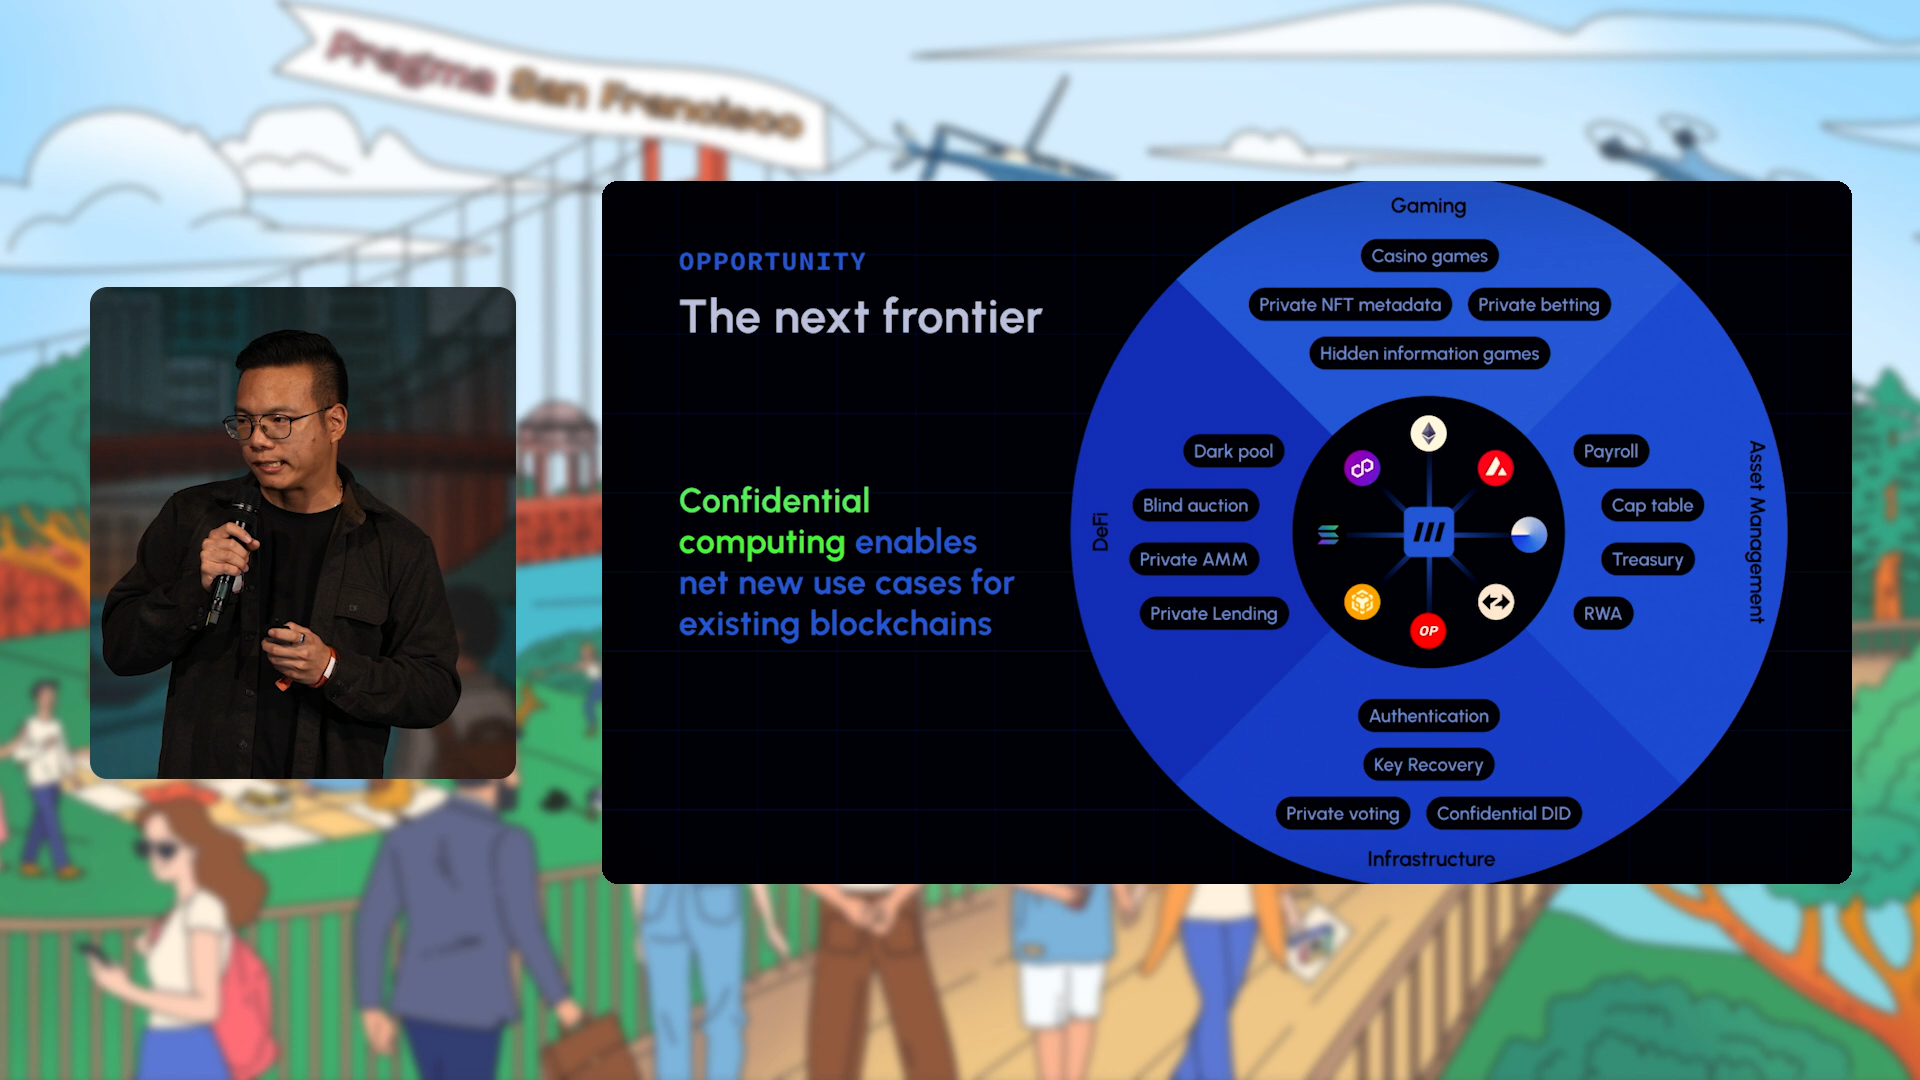 Pragma San Francisco
OPPORTUNITY
The next frontier
Confidential
computing enables
net new use cases for
existing blockchains
Gaming
Casino games
Private NFT metadata
Private betting
Hidden information games
DeFi
Dark pool
Blind auction
Private AMM
Private Lending
OP
Payroll
Cap table
Treasury
RWA
Asset Management
Authentication
Key Recovery
Private voting
Confidential DID
Infrastructure